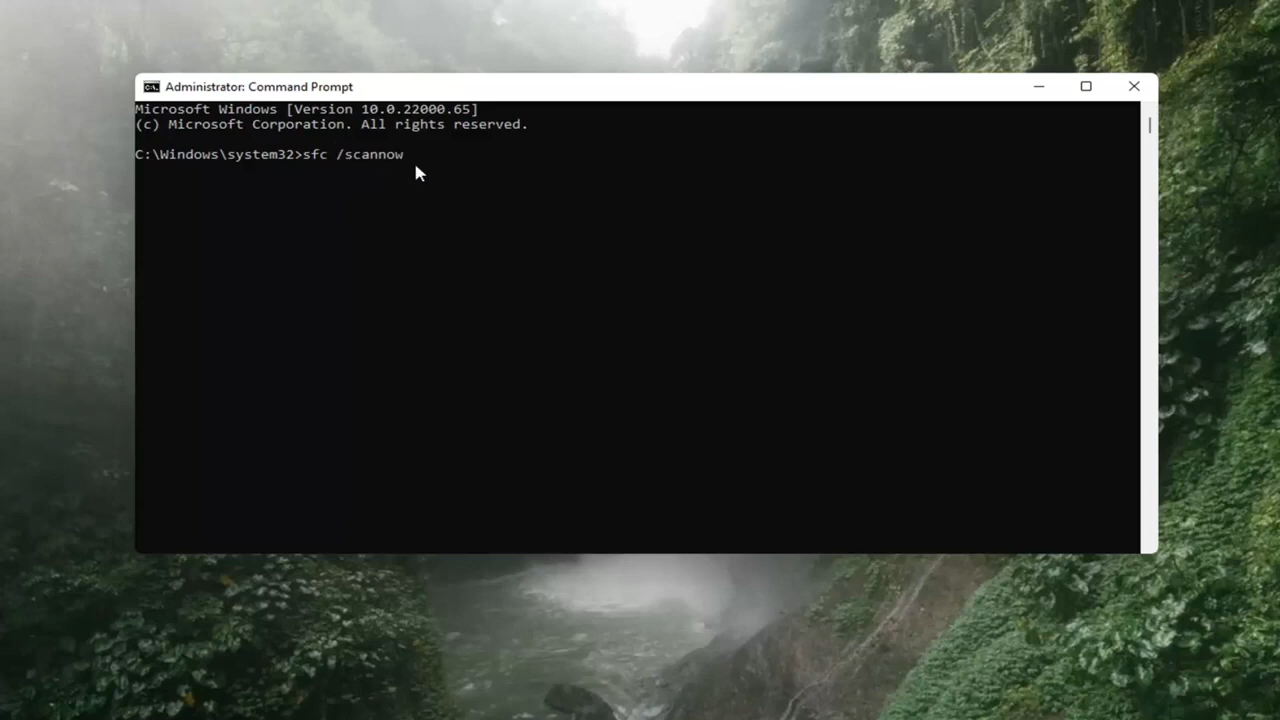 Administrator: Command Prompt
Microsoft Windows [Version 10.0.22000.65]
(c) Microsoft Corporation. All rights reserved.
C:\Windows\system32>sfc /scannow